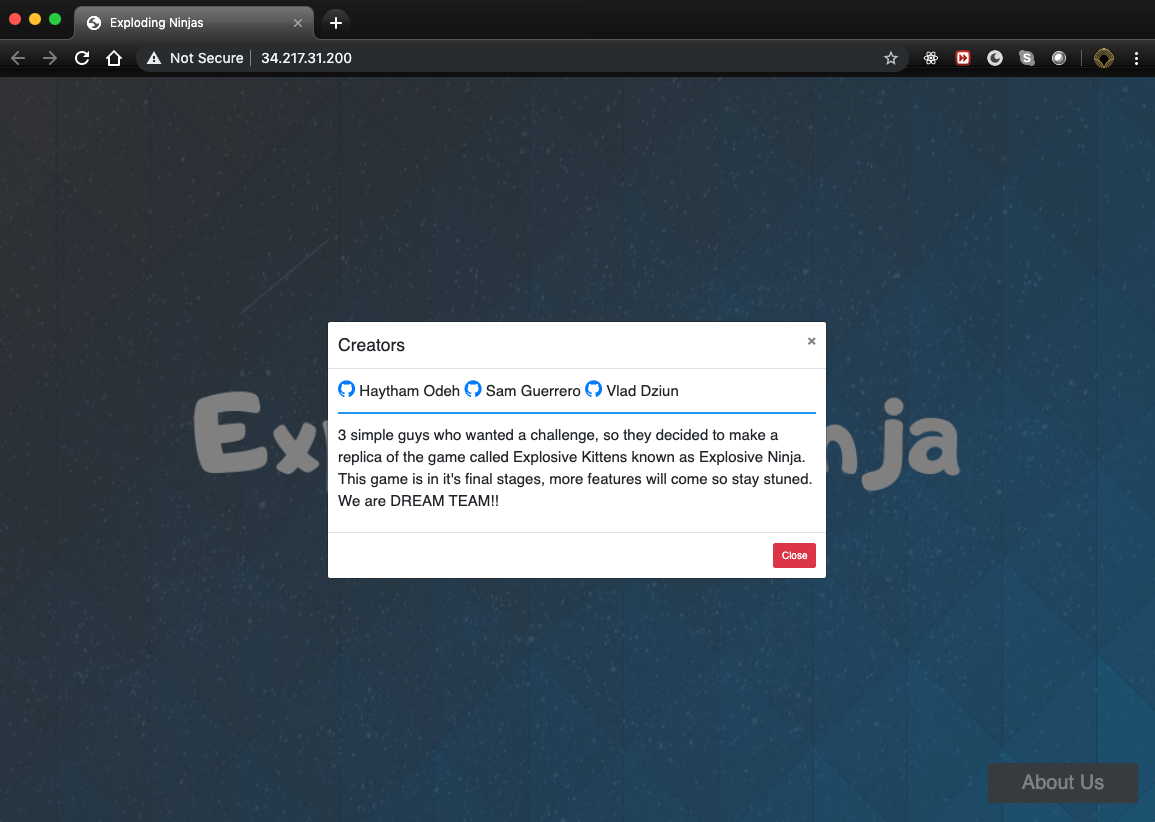 Exploding Ninjas
Not Secure
34.217.31.200
Creators
×
Haytham Odeh Sam Guerrero Vlad Dziun
3 simple guys who wanted a challenge, so they decided to make a
replica of the game called Explosive Kittens known as Explosive Ninja.
This game is in it's final stages, more features will come so stay stuned.
We are DREAM TEAM!!
Close
About Us